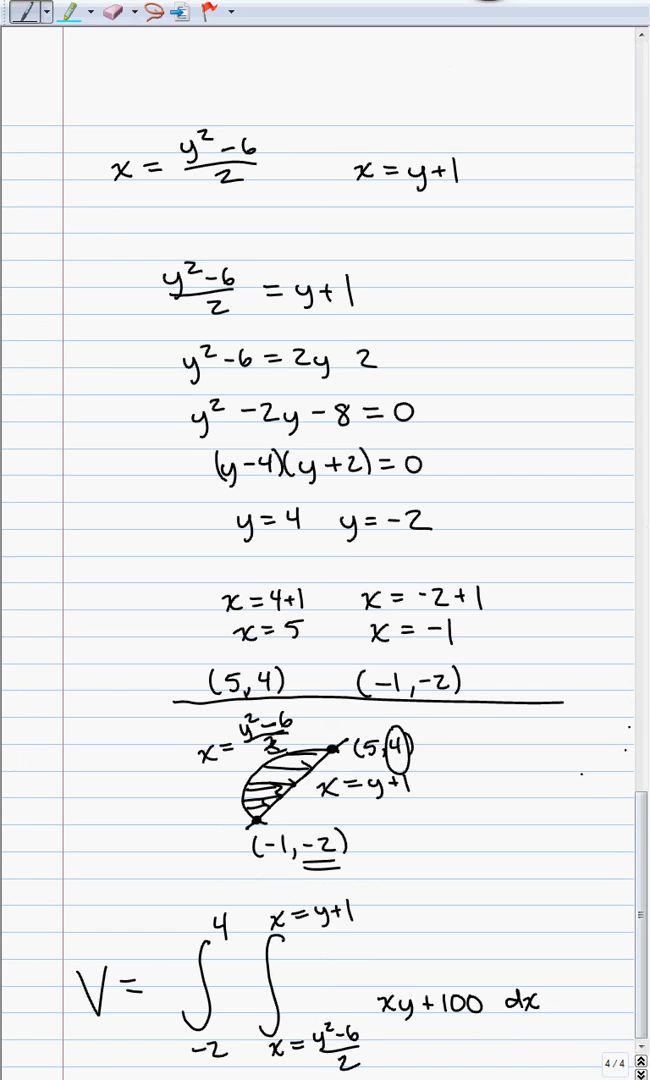 x = (y² - 6)/2    x = y+1
(y² - 6)/2 = y+1
y² - 6 = 2y  2
y² - 2y - 8 = 0
(y-4)(y+2) = 0
y = 4    y = -2
x = 4+1    x = -2+1
x = 5    x = -1
(5,4)    (-1,-2)
x = (y² - 6)/2    (5,4)
x = y+1
(-1,-2)
V = ∫_{-2}^{4} ∫_{x = (y² - 6)/2}^{x = y+1} xy+100 dx
4/4